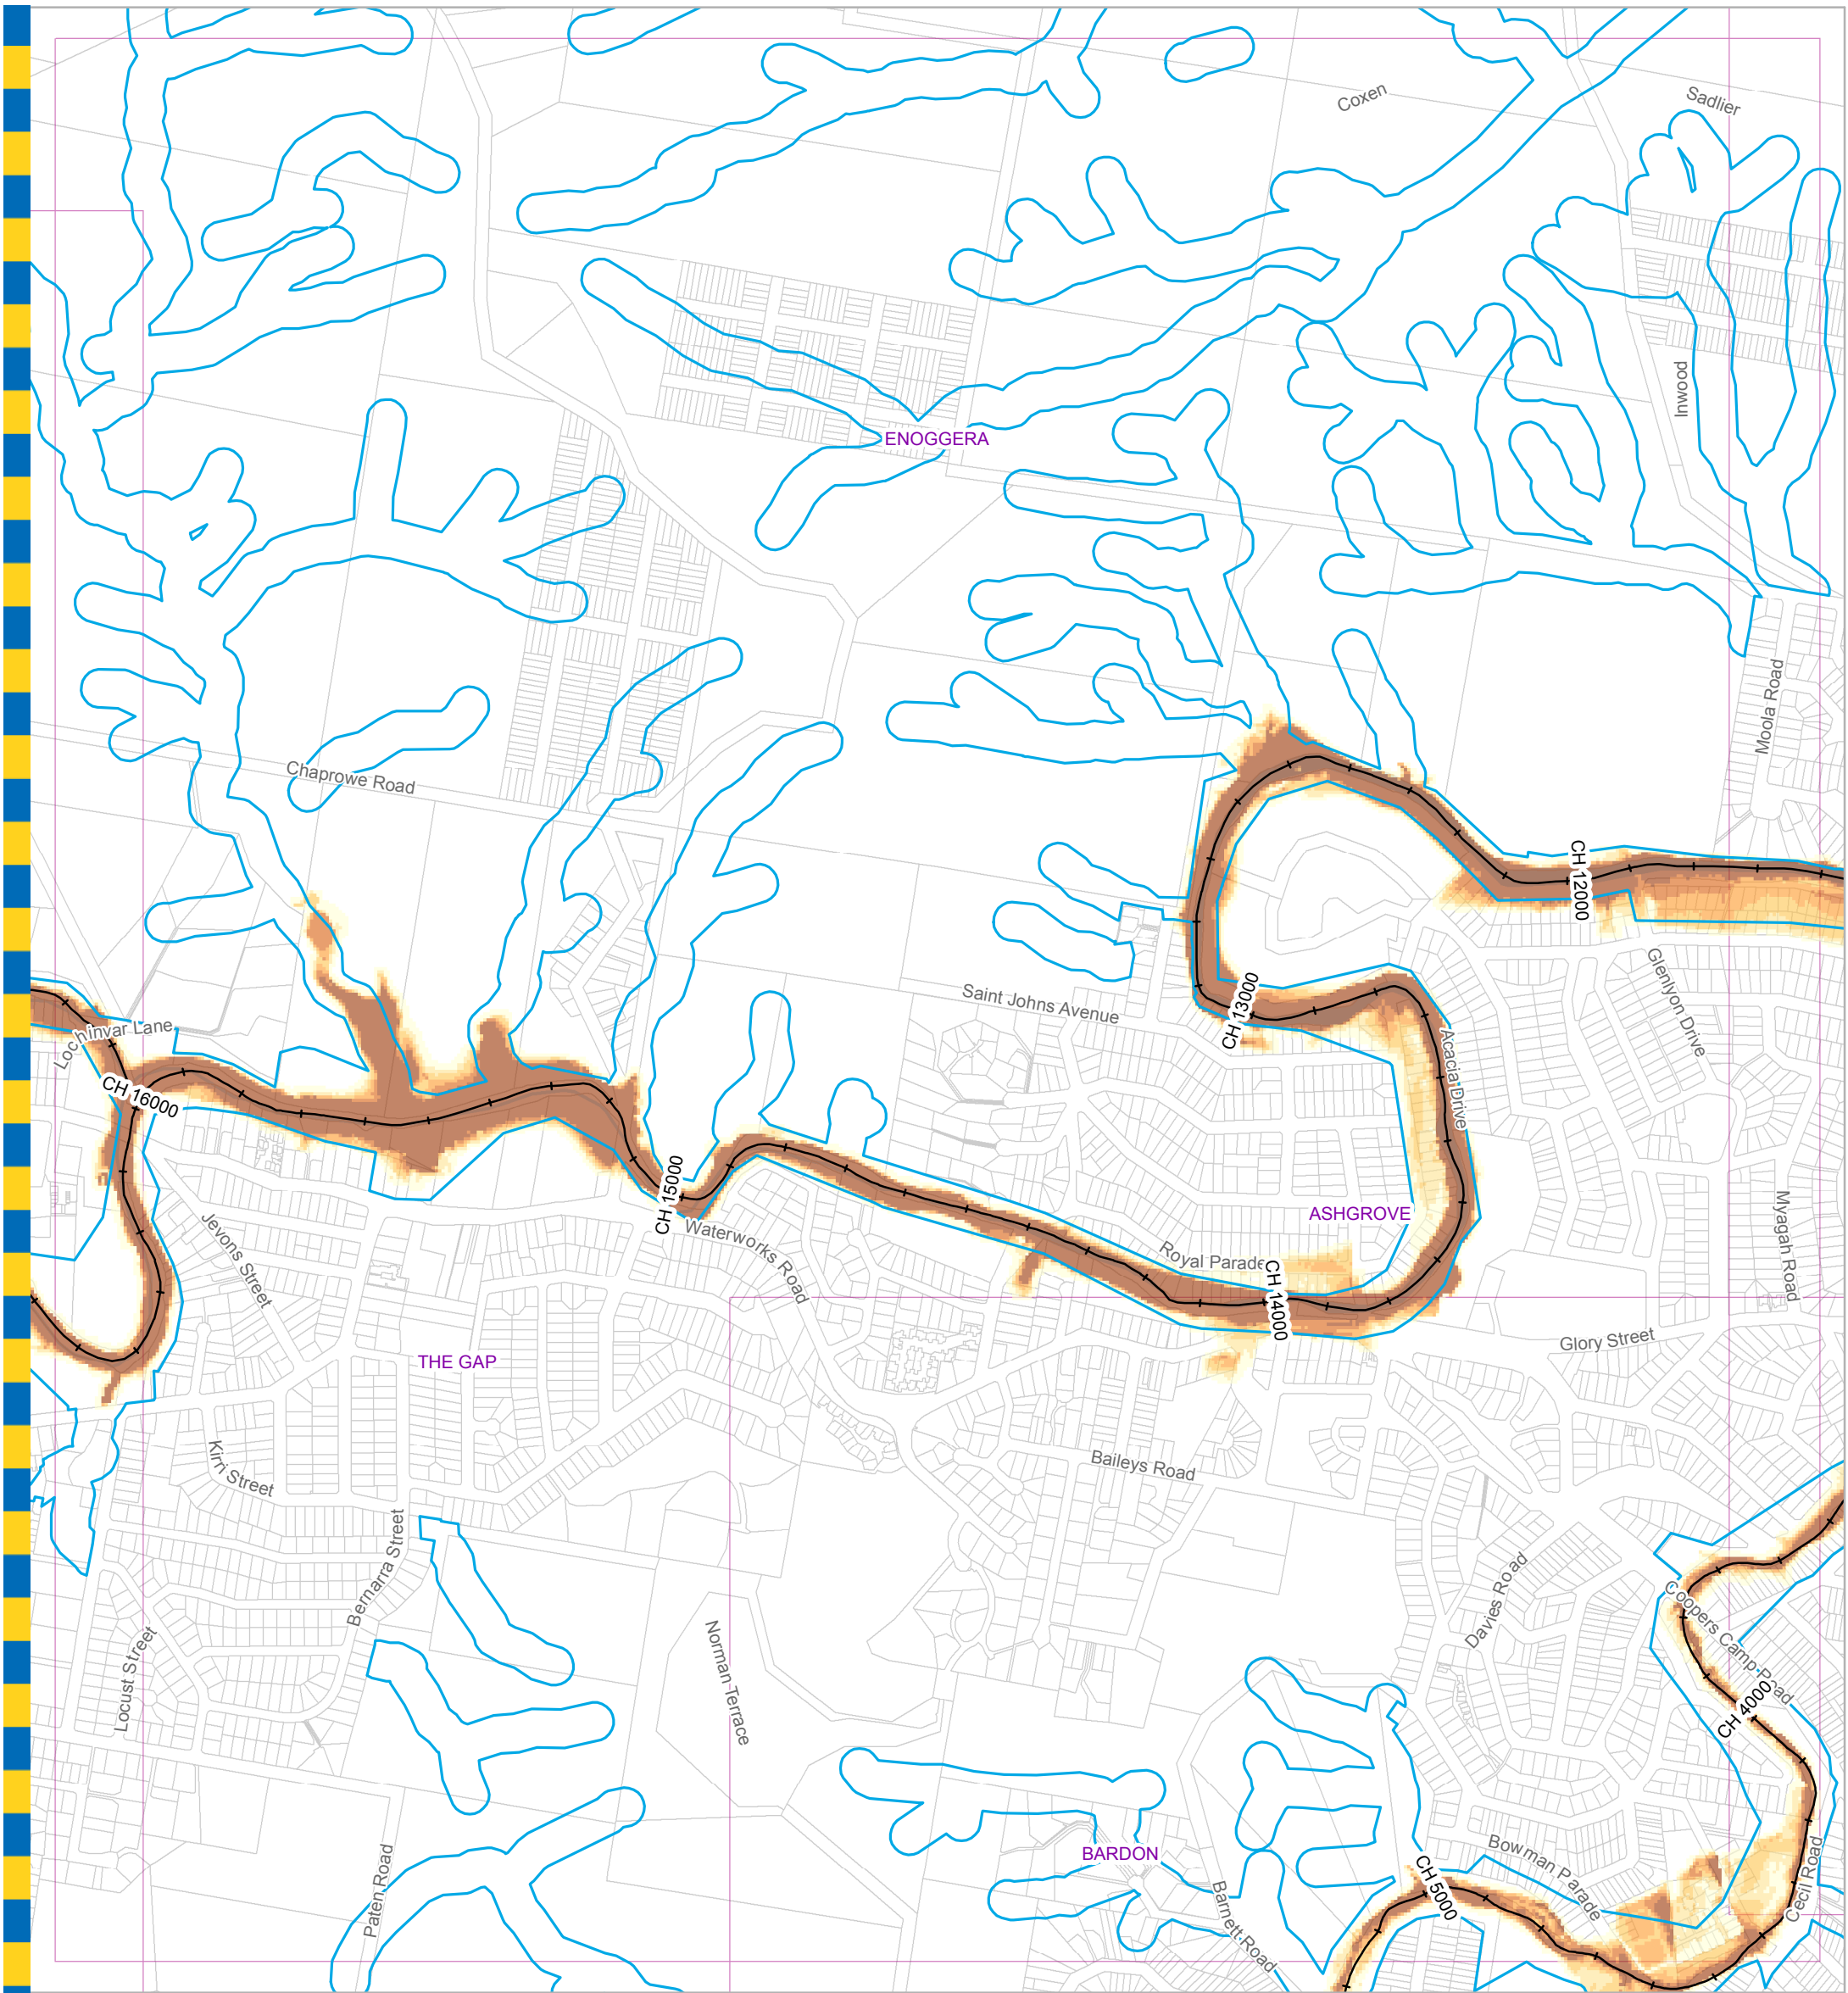 Coxen
Sadlier
Inwood
ENOGGERA
Moola Road
Chaprowe Road
CH 12000
Glenlyon Drive
Saint Johns Avenue
CH 13000
Lochinvar Lane
Acacia Drive
CH 16000
CH 15000
Myagah Road
Jevons Street
Waterworks Road
ASHGROVE
Royal Parade
CH 14000
Glory Street
THE GAP
Baileys Road
Kirri Street
Bernarra Street
Davies Road
Coopers Camp Road
Locust Street
Norman Terrace
CH 4000
BARDON
Bowman Parade
Cecil Road
Paten Road
CH 5000
Barnett Road